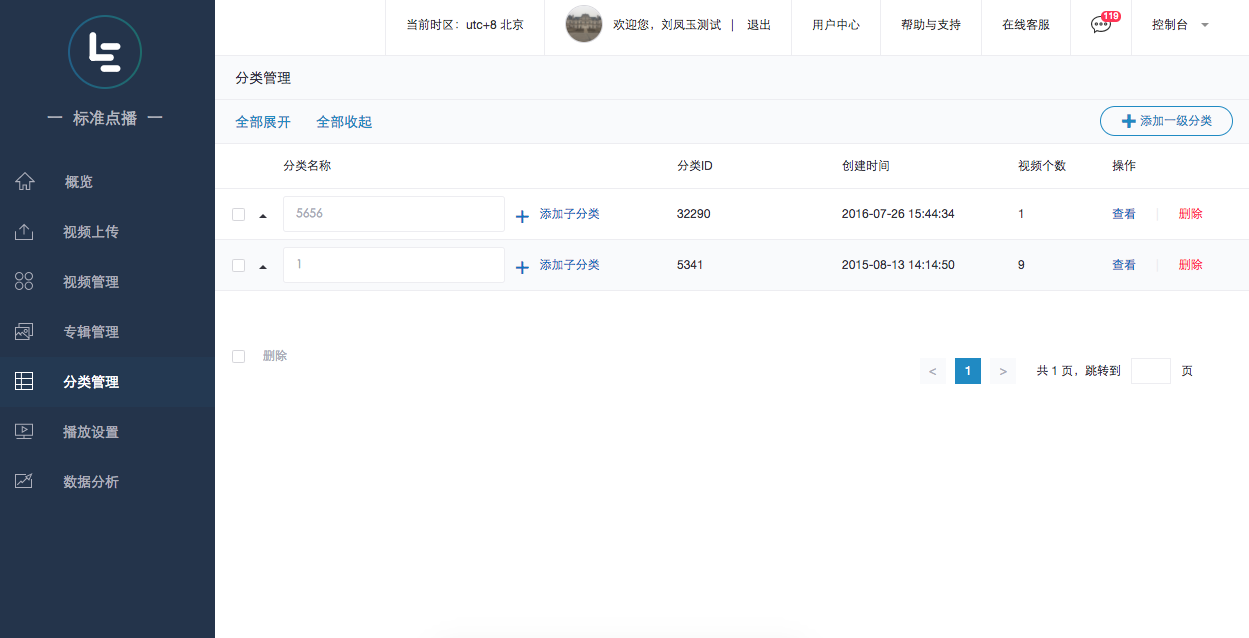 当前时区：utc+8 北京
欢迎您，刘凤玉测试 | 退出
用户中心
帮助与支持
在线客服
119
控制台
— 标准点播 —
概览
视频上传
视频管理
专辑管理
分类管理
播放设置
数据分析
分类管理
全部展开 全部收起
添加一级分类
分类名称 分类ID 创建时间 视频个数 操作
5656 添加子分类 32290 2016-07-26 15:44:34 1 查看 删除
1 添加子分类 5341 2015-08-13 14:14:50 9 查看 删除
删除
< 1 > 共 1 页，跳转到 页